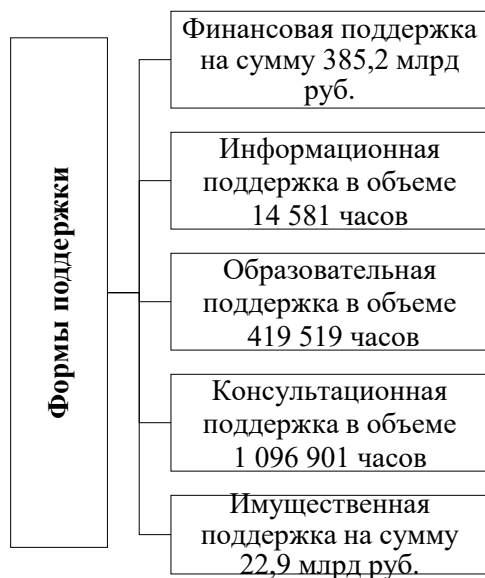 Формы поддержки
Финансовая поддержка
на сумму 385,2 млрд
руб.
Информационная
поддержка в объеме
14 581 часов
Образовательная
поддержка в объеме
419 519 часов
Консультационная
поддержка в объеме
1 096 901 часов
Имущественная
поддержка на сумму
22,9 млрд руб.